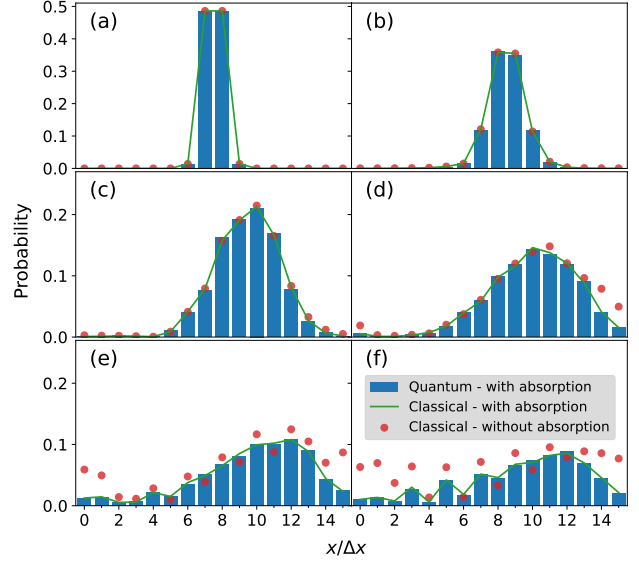 (a)
(b)
0.5
0.4
0.3
0.2
0.1
0.0
(c)
(d)
0.2
0.1
0.0
Probability
(e)
(f)
0.2
0.1
0.0
Quantum - with absorption
Classical - with absorption
Classical - without absorption
0 2 4 6 8 10 12 14 0 2 4 6 8 10 12 14
x/Δx